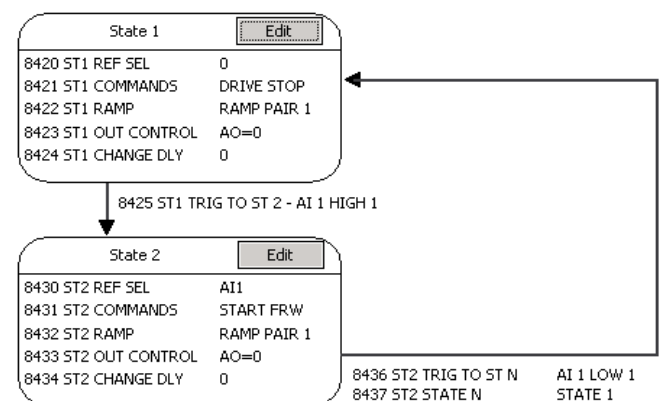 State 1 Edit
8420 ST1 REF SEL 0
8421 ST1 COMMANDS DRIVE STOP
8422 ST1 RAMP RAMP PAIR 1
8423 ST1 OUT CONTROL AO=0
8424 ST1 CHANGE DLY 0
8425 ST1 TRIG TO ST 2 - AI 1 HIGH 1
State 2 Edit
8430 ST2 REF SEL AI1
8431 ST2 COMMANDS START FRW
8432 ST2 RAMP RAMP PAIR 1
8433 ST2 OUT CONTROL AO=0
8434 ST2 CHANGE DLY 0
8436 ST2 TRIG TO ST N AI 1 LOW 1
8437 ST2 STATE N STATE 1